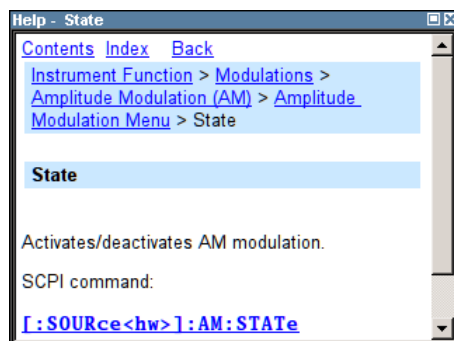 Help - State
Contents Index Back
Instrument Function > Modulations >
Amplitude Modulation (AM) > Amplitude
Modulation Menu > State
State
Activates/deactivates AM modulation.
SCPI command:
[:SOURce<hw>]:AM:STATe